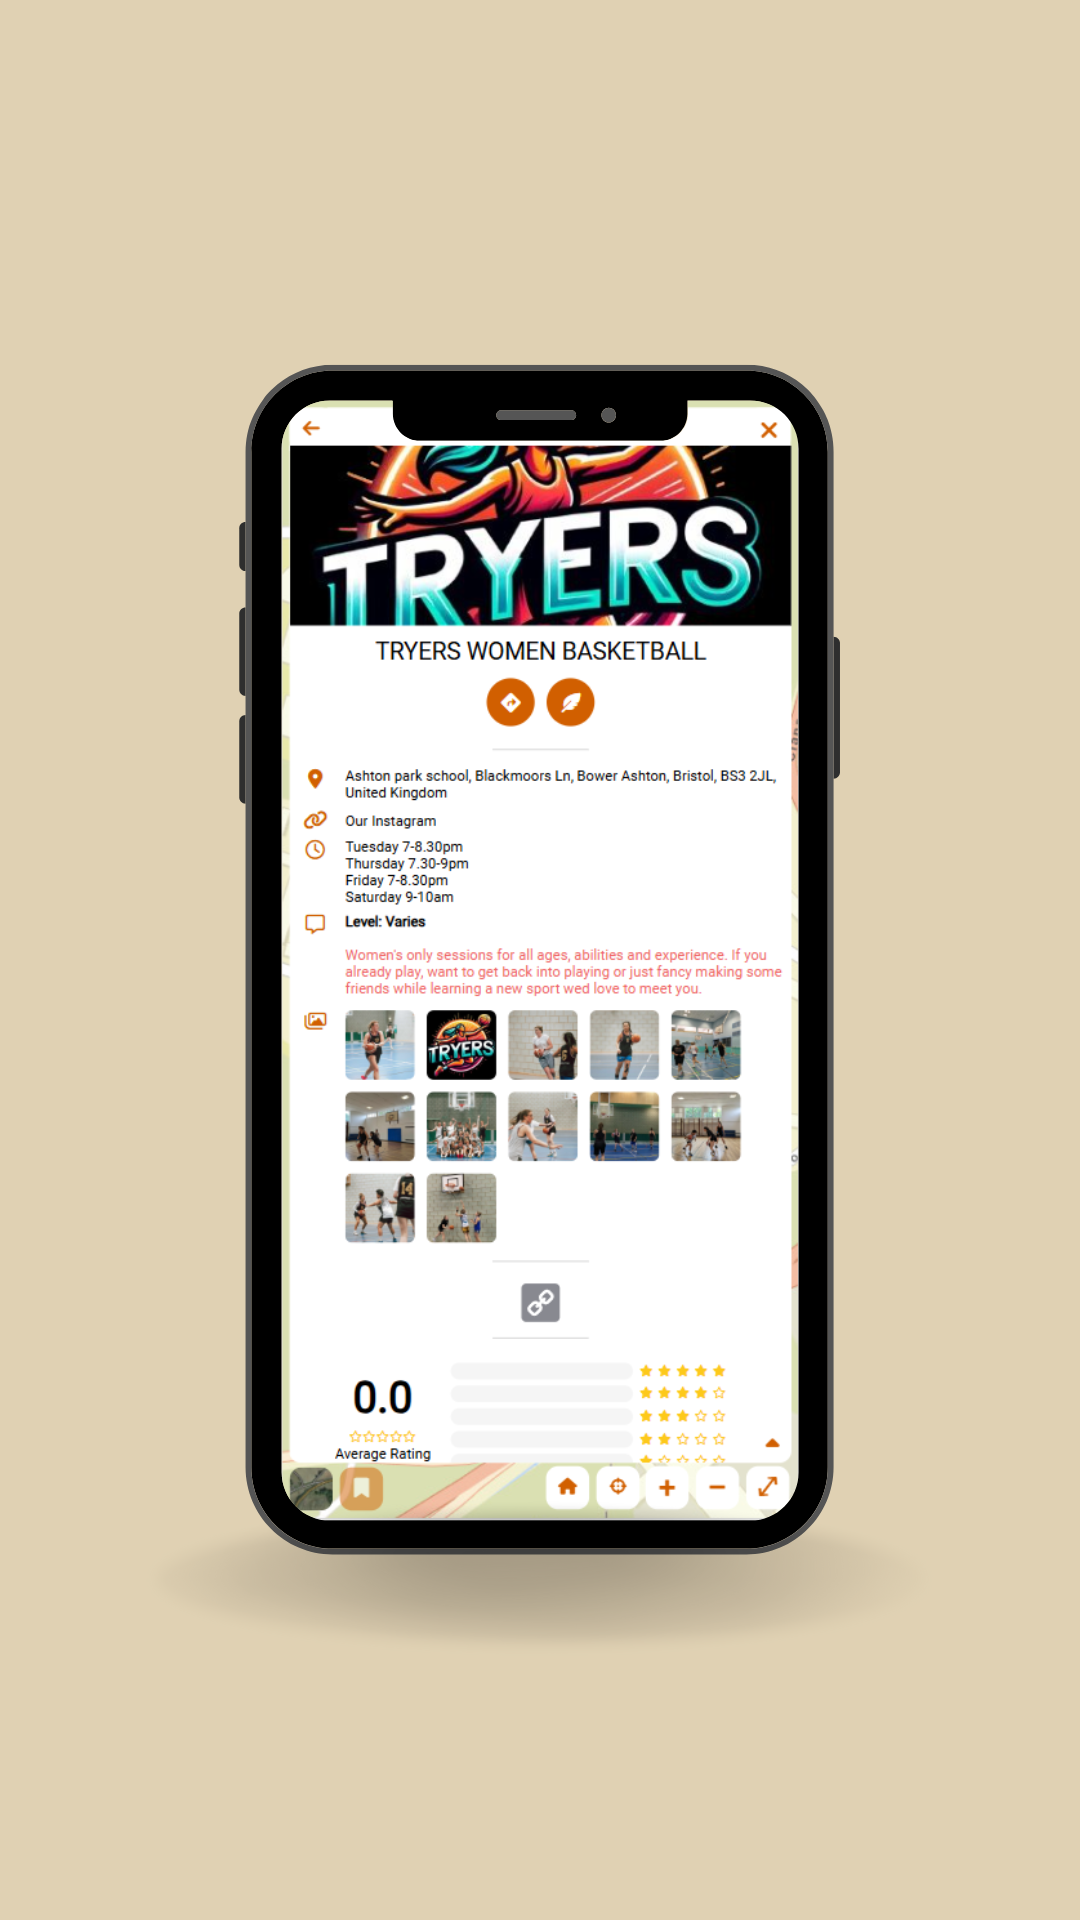 TRYERS
TRYERS WOMEN BASKETBALL
Ashton park school, Blackmoors Ln, Bower Ashton, Bristol, BS3 2JL,
United Kingdom
Our Instagram
Tuesday 7-8.30pm
Thursday 7.30-9pm
Friday 7-8.30pm
Saturday 9-10am
Level: Varies
Women's only sessions for all ages, abilities and experience. If you
already play, want to get back into playing or just fancy making some
friends while learning a new sport wed love to meet you.
TRYERS
14
0.0
Average Rating